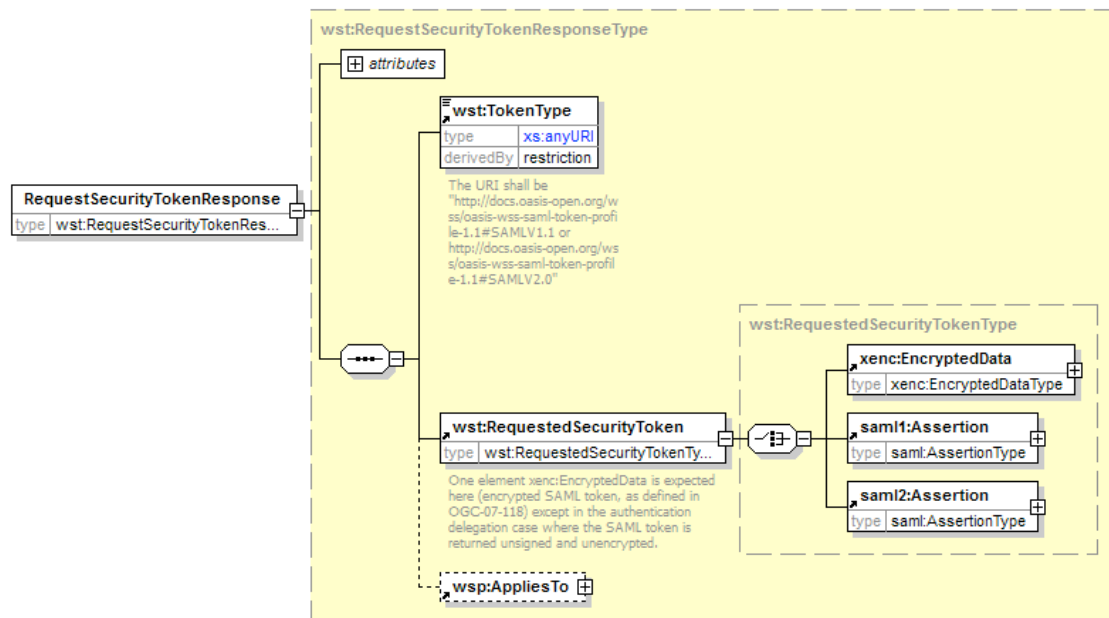 wst:RequestSecurityTokenResponseType
attributes
wst:TokenType
type xs:anyURI
derivedBy restriction
The URI shall be
"http://docs.oasis-open.org/w
ss/oasis-wss-saml-token-profi
le-1.1#SAMLV1.1 or
http://docs.oasis-open.org/ws
s/oasis-wss-saml-token-profil
e-1.1#SAMLV2.0"
RequestSecurityTokenResponse
type wst:RequestSecurityTokenRes...
wst:RequestedSecurityTokenType
xenc:EncryptedData
type xenc:EncryptedDataType
wst:RequestedSecurityToken
type wst:RequestedSecurityTokenTy...
One element xenc:EncryptedData is expected
here (encrypted SAML token, as defined in
OGC-07-118) except in the authentication
delegation case where the SAML token is
returned unsigned and unencrypted.
saml1:Assertion
type saml:AssertionType
saml2:Assertion
type saml:AssertionType
wsp:AppliesTo